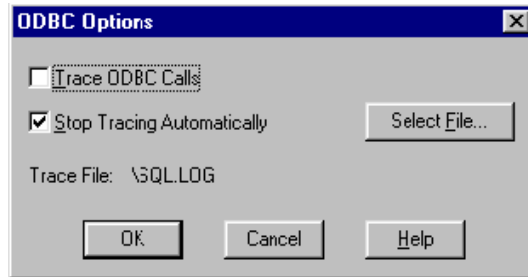 ODBC Options
Trace ODBC Calls
Stop Tracing Automatically
Select File...
Trace File: \SQL.LOG
OK Cancel Help